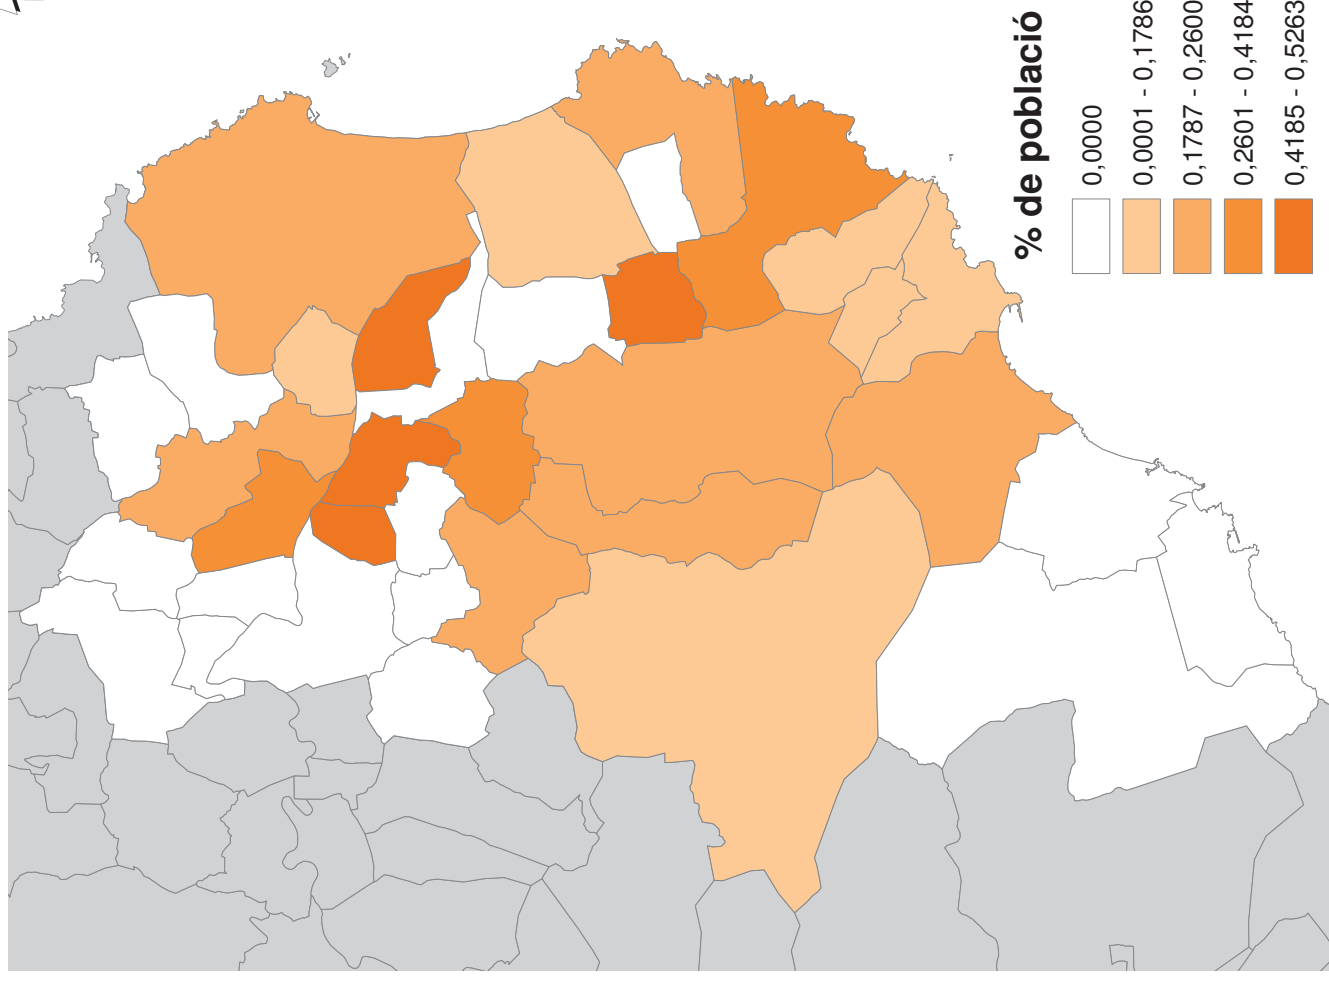 % de població
0,0000
0,0001 - 0,1786
0,1787 - 0,2600
0,2601 - 0,4184
0,4185 - 0,5263